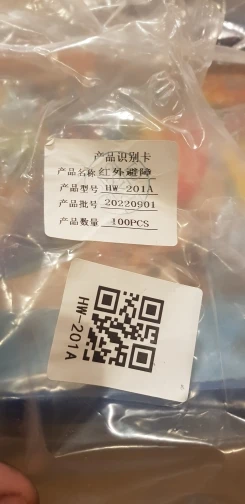 产品识别卡
产品名称 红外避障
产品型号 HW-201A
产品批号 20220901
产品数量 100PCS
HW-201A